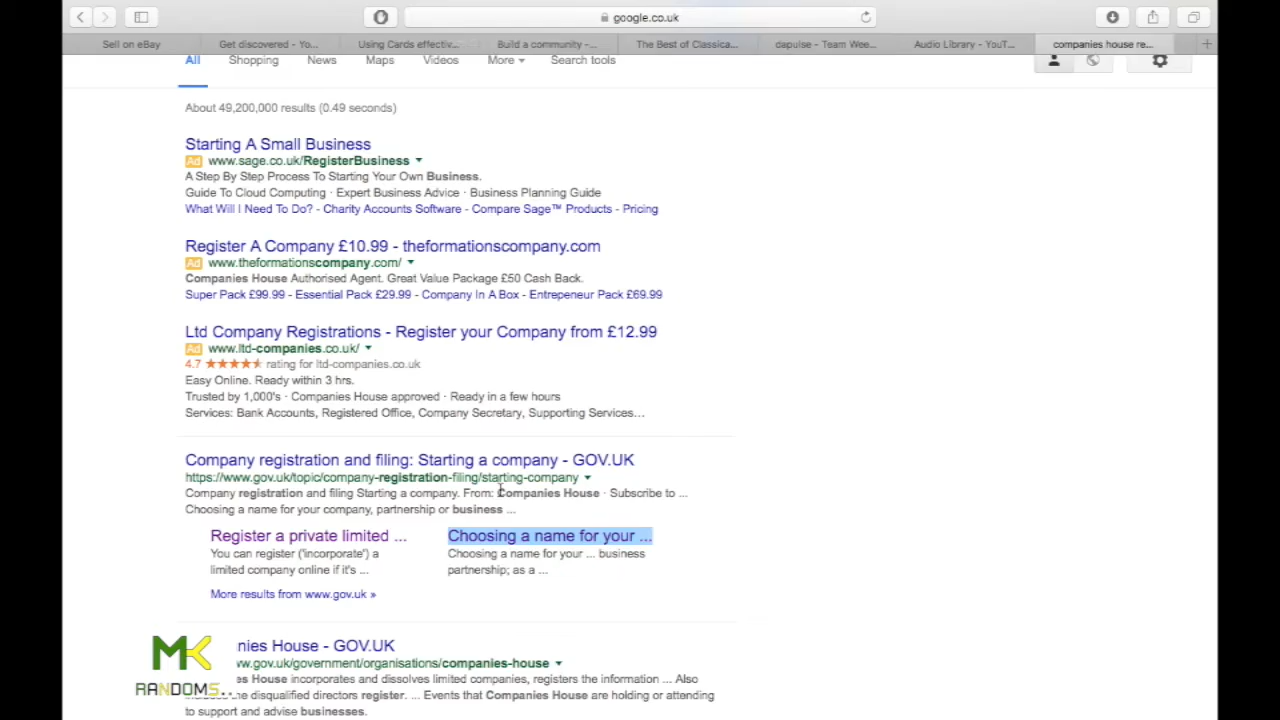 google.co.uk
Sell on eBay
Get discovered - Yo...
Using Cards effectiv...
Build a community -...
The Best of Classica...
dapulse - Team Wee...
Audio Library - YouT...
companies house re...
All
Shopping
News
Maps
Videos
More
Search tools
About 49,200,000 results (0.49 seconds)
Starting A Small Business
Ad www.sage.co.uk/RegisterBusiness
A Step By Step Process To Starting Your Own Business.
Guide To Cloud Computing · Expert Business Advice · Business Planning Guide
What Will I Need To Do? - Charity Accounts Software - Compare Sage™ Products - Pricing
Register A Company £10.99 - theformationscompany.com
Ad www.theformationscompany.com/
Companies House Authorised Agent. Great Value Package £50 Cash Back.
Super Pack £99.99 - Essential Pack £29.99 - Company In A Box - Entrepeneur Pack £69.99
Ltd Company Registrations - Register your Company from £12.99
Ad www.ltd-companies.co.uk/
4.7 rating for ltd-companies.co.uk
Easy Online. Ready within 3 hrs.
Trusted by 1,000's · Companies House approved · Ready in a few hours
Services: Bank Accounts, Registered Office, Company Secretary, Supporting Services...
Company registration and filing: Starting a company - GOV.UK
https://www.gov.uk/topic/company-registration-filing/starting-company
Company registration and filing Starting a company. From: Companies House · Subscribe to ...
Choosing a name for your company, partnership or business ...
Register a private limited ...
You can register ('incorporate') a
limited company online if it's ...
Choosing a name for your ...
Choosing a name for your ... business
partnership; as a ...
More results from www.gov.uk »
nies House - GOV.UK
w.gov.uk/government/organisations/companies-house
es House incorporates and dissolves limited companies, registers the information ... Also
the disqualified directors register. ... Events that Companies House are holding or attending
to support and advise businesses.
MK
RANDOMS...